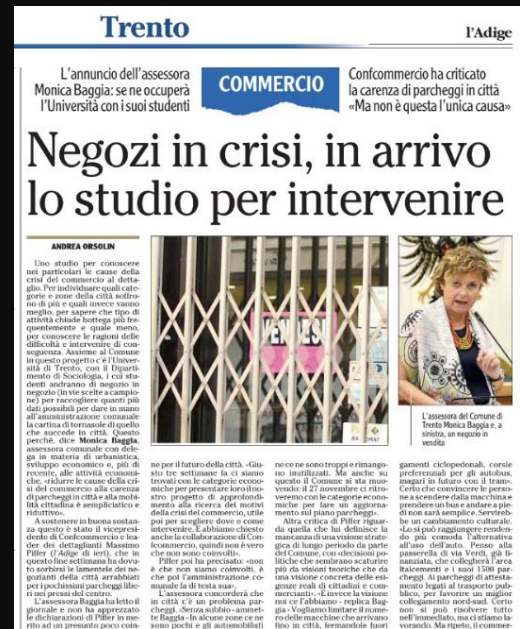 Trento
l'Adige
L'annuncio dell'assessora
Monica Baggia: se ne occuperà
l'Università con i suoi studenti
COMMERCIO
Confcommercio ha criticato
la carenza di parcheggi in città
«Ma non è questa l'unica causa»
Negozi in crisi, in arrivo
lo studio per intervenire
ANDREA ORSOLIN
Uno studio per conoscere
nei particolari le cause della
crisi del commercio al detta-
glio. Per individuare quali cate-
gorie e zone della città soffro-
no di più e quali invece vanno
meglio, per sapere che tipo di
attività chiude bottega più fre-
quentemente e quale meno,
per conoscere le ragioni delle
difficoltà e intervenire di con-
seguenza. Assieme al Comune
in questo progetto c'è l'Univer-
sità di Trento, con il Diparti-
mento di Sociologia, i cui stu-
denti andranno di negozio in
negozio (in vie scelte a campio-
ne) per raccogliere quanti più
dati possibili per dare in mano
all'amministrazione comunale
la cartina di tornasole di quello
che succede in città. Questo
perché, dice Monica Baggia,
assessora comunale con dele-
ga in materia di urbanistica,
sviluppo economico e, più di
recente, alle attività economi-
che, «ridurre le cause della cri-
si del commercio alla carenza
di parcheggi in città e alla mobi-
lità cittadina è semplicistico e
riduttivo».
A sostenere in buona sostan-
za questo è stato il vicepresi-
dente di Confcommercio e lea-
der dei dettaglianti Massimo
Piffer (l'Adige di ieri), che in
questo fine settimana ha dovu-
to sorbirsi le lamentele dei ne-
gozianti della città arrabbiati
per i pochissimi parcheggi libe-
ri nei pressi del centro.
L'assessora Baggia ha letto il
giornale e non ha apprezzato
le dichiarazioni di Piffer in me-
rito ad un presunto poco coin-
L'assessora del Comune di
Trento Monica Baggia e, a
sinistra, un negozio in
vendita
ne per il futuro della città. «Giu-
sto tre settimane fa ci siamo
trovati con le categorie econo-
miche per presentare loro il no-
stro progetto di approfondi-
mento alla ricerca dei motivi
della crisi del commercio, utile
poi per scegliere dove e come
intervenire. E abbiamo chiesto
anche la collaborazione di Con-
fcommercio, quindi non è vero
che non sono coinvolti».
Piffer poi ha precisato: «non
è che non siamo coinvolti, è
che poi l'amministrazione co-
munale fa di testa sua».
L'assessora concorderà che
in città c'è un problema par-
cheggi. «Senza subbio - ammet-
te Baggia - In alcune zone ce ne
sono pochi e gli automobilisti
ne ce ne sono troppi e rimango-
no inutilizzati. Ma anche su
questo il Comune si sta muo-
vendo: il 27 novembre ci ritro-
veremo con le categorie econo-
miche per fare un aggiorna-
mento sul piano parcheggi».
Altra critica di Piffer riguar-
da quella che lui definisce la
mancanza di una visione strate-
gica di lungo periodo da parte
del Comune, con «decisioni po-
litiche che sembrano scaturire
più da visioni teoriche che da
una visione concreta delle esi-
genze reali di cittadini e com-
mercianti». «E invece la visione
noi ce l'abbiamo - replica Bag-
gia - Vogliamo limitare il nume-
ro delle macchine che arrivano
fino in città, fermandole fuori
gamenti ciclopedonali, corsie
preferenziali per gli autobus,
magari in futuro con il tram».
Certo che convincere le perso-
ne a scendere dalla macchina e
prendere un bus e andare a pie-
di non sarà semplice. Servireb-
be un cambiamento culturale.
«Lo si può raggiungere renden-
do più comoda l'alternativa
all'uso dell'auto. Penso alla
passerella di via Verdi, già fi-
nanziata, che collegherà l'area
Italcementi e i suoi 1500 par-
cheggi. Ai parcheggi di attesta-
mento legati al trasporto pub-
blico, per favorire un miglior
collegamento nord-sud. Certo
non si può risolvere tutto
nell'immediato, ma ci stiamo la-
vorando. Ma ripeto, il commer-